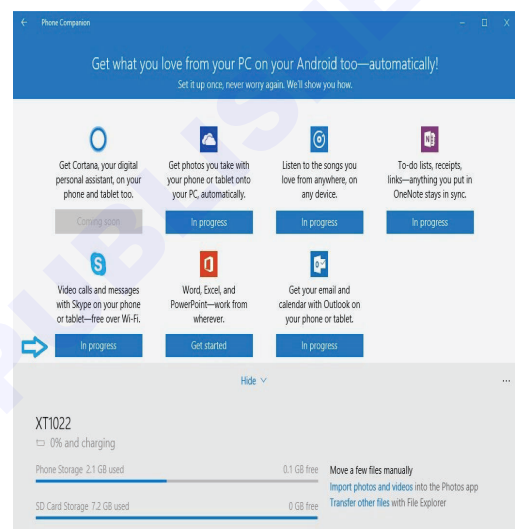 Phone Companion
Get what you love from your PC on your Android too—automatically!
Set it up once, never worry again. We'll show you how.
Get Cortana, your digital
personal assistant, on your
phone and tablet too.
Coming soon
Get photos you take with
your phone or tablet onto
your PC, automatically.
In progress
Listen to the songs you
love from anywhere, on
any device.
In progress
To-do lists, receipts,
links—anything you put in
OneNote stays in sync.
In progress
Video calls and messages
with Skype on your phone
or tablet—free over Wi-Fi.
In progress
Word, Excel, and
PowerPoint—work from
wherever.
Get started
Get your email and
calendar with Outlook on
your phone or tablet.
In progress
Hide
XT1022
0% and charging
Phone Storage 2.1 GB used
0.1 GB free
SD Card Storage 7.2 GB used
0 GB free
Move a few files manually
Import photos and videos into the Photos app
Transfer other files with File Explorer